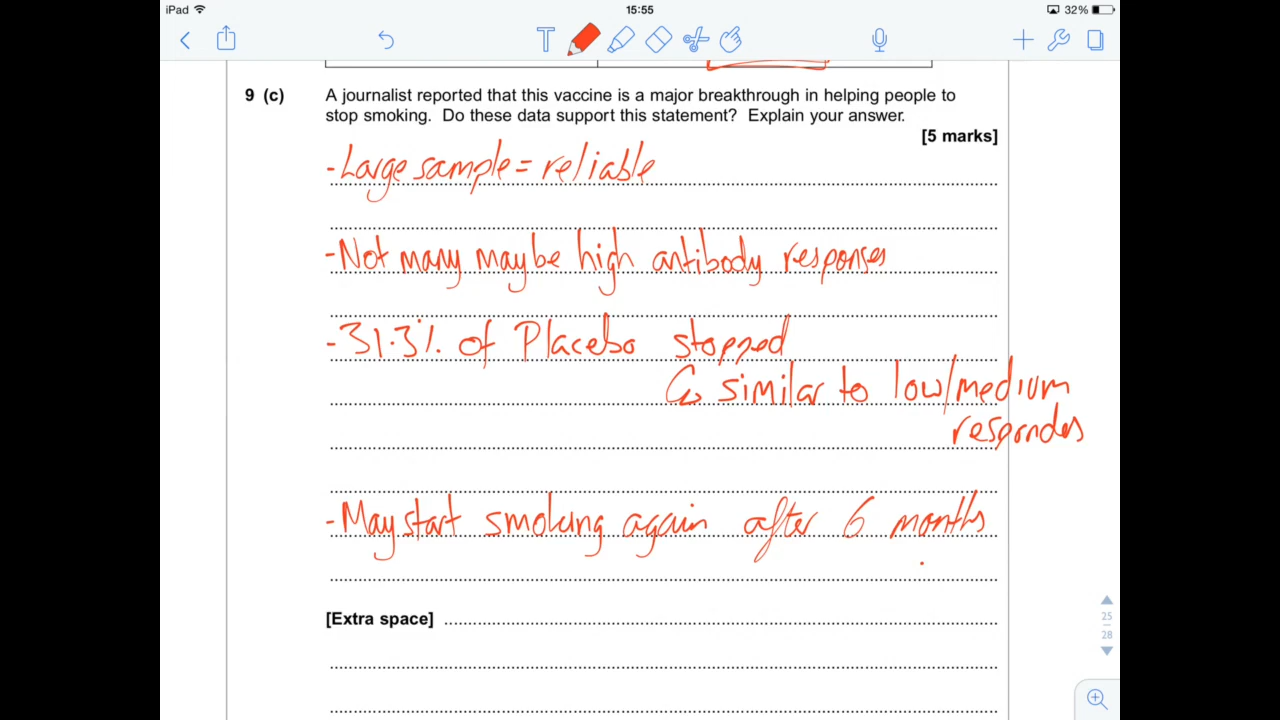 iPad 15:55 32%
T
9 (c) A journalist reported that this vaccine is a major breakthrough in helping people to
stop smoking. Do these data support this statement? Explain your answer.
[5 marks]
- Large sample = reliable
- Not many maybe high antibody responses
- 31.3% of Placebo stopped
↳ similar to low/medium
respondes
- May start smoking again after 6 months
[Extra space]
25
28